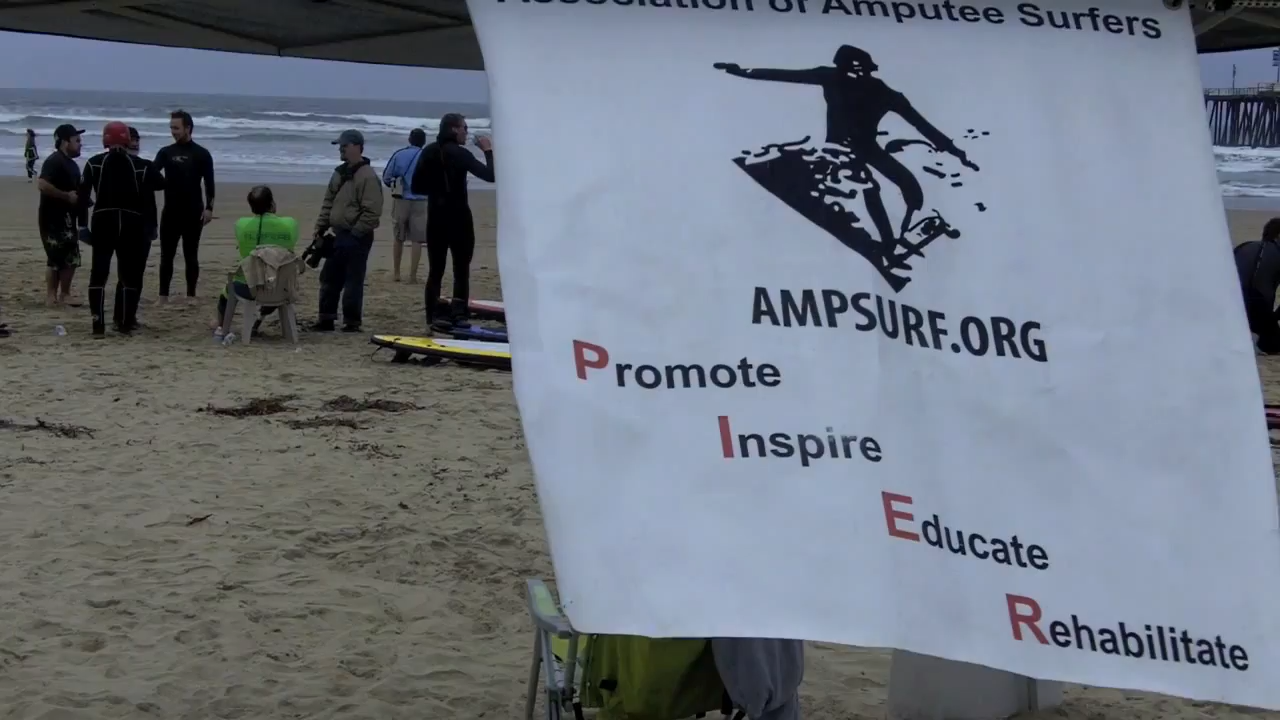 Association of Amputee Surfers
AMPSURF.ORG
Promote
Inspire
Educate
Rehabilitate